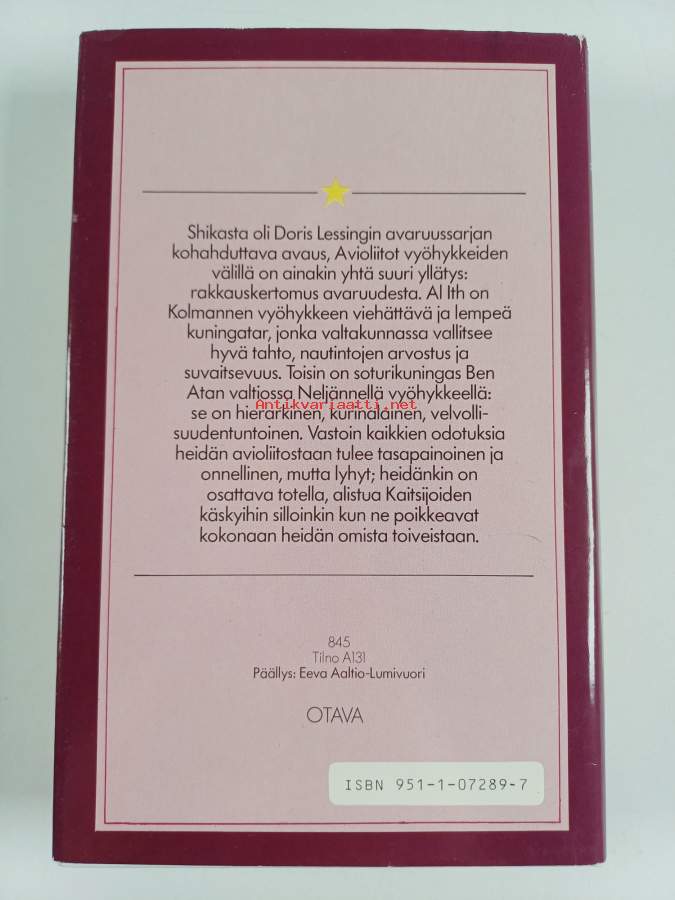 Shikasta oli Doris Lessingin avaruussarjan
kohahduttava avaus, Avioliitot vyöhykkeiden
välillä on ainakin yhtä suuri yllätys:
rakkauskertomus avaruudesta. Al Ith on
Kolmannen vyöhykkeen viehättävä ja lempeä
kuningatar, jonka valtakunnassa vallitsee
hyvä tahto, nautintojen arvostus ja
suvaitsevuus. Toisin on soturikuningas Ben
Atan valtiossa Neljännellä vyöhykkeellä:
Antikvariaatti.net
se on hierarkinen, kurinalainen, velvolli-
suudentuntoinen. Vastoin kaikkien odotuksia
heidän avioliitostaan tulee tasapainoinen ja
onnellinen, mutta lyhyt; heidänkin on
osattava totella, alistua Kaitsijoiden
käskyihin silloinkin kun ne poikkeavat
kokonaan heidän omista toiveistaan.
845
Tilno A131
Päällys: Eeva Aaltio-Lumivuori
OTAVA
ISBN 951-1-07289-7